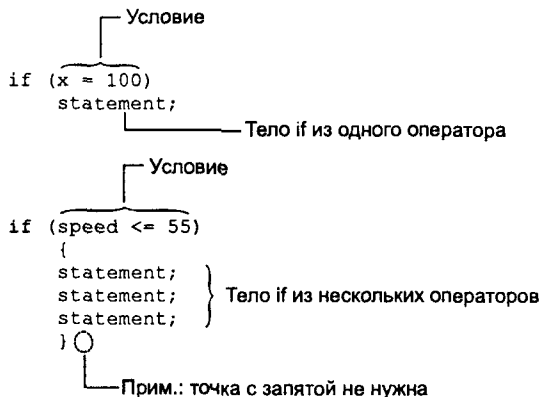 Условие
if (x = 100)
statement;
Тело if из одного оператора
Условие
if (speed <= 55)
{
statement;
statement;
statement;
Тело if из нескольких операторов
}
Прим.: точка с запятой не нужна